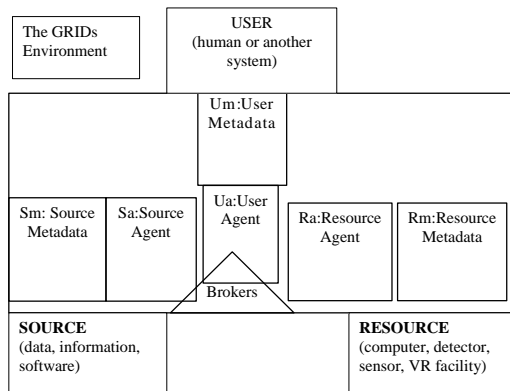 The GRIDs
Environment
USER
(human or another
system)
Um:User
Metadata
Sm: Source
Metadata
Sa:Source
Agent
Ua:User
Agent
Ra:Resource
Agent
Rm:Resource
Metadata
Brokers
SOURCE
(data, information,
software)
RESOURCE
(computer, detector,
sensor, VR facility)